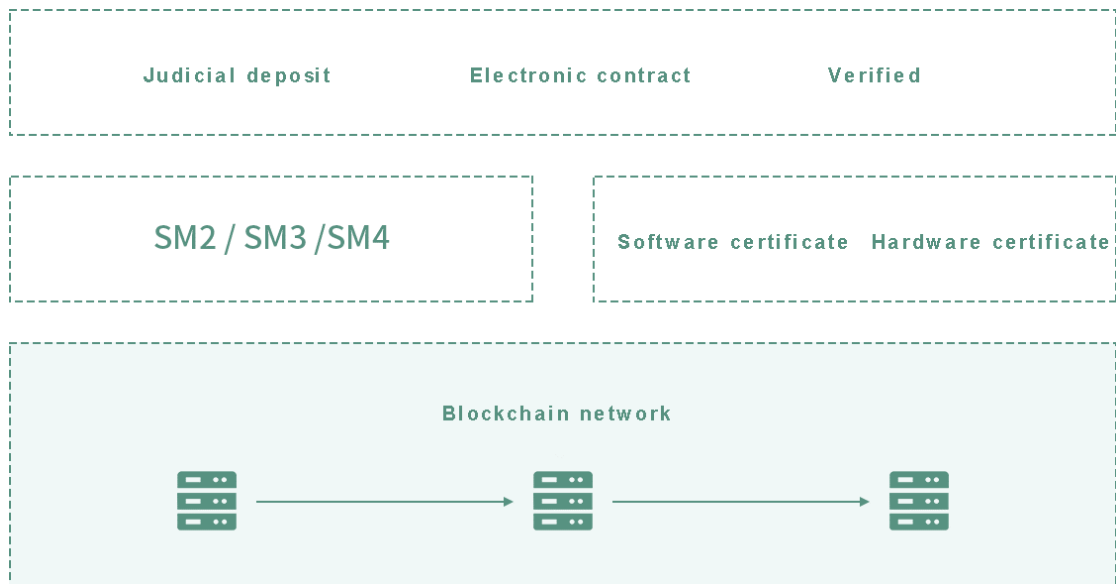 Judicial deposit Electronic contract Verified
SM2 / SM3 /SM4
Software certificate Hardware certificate
Blockchain network